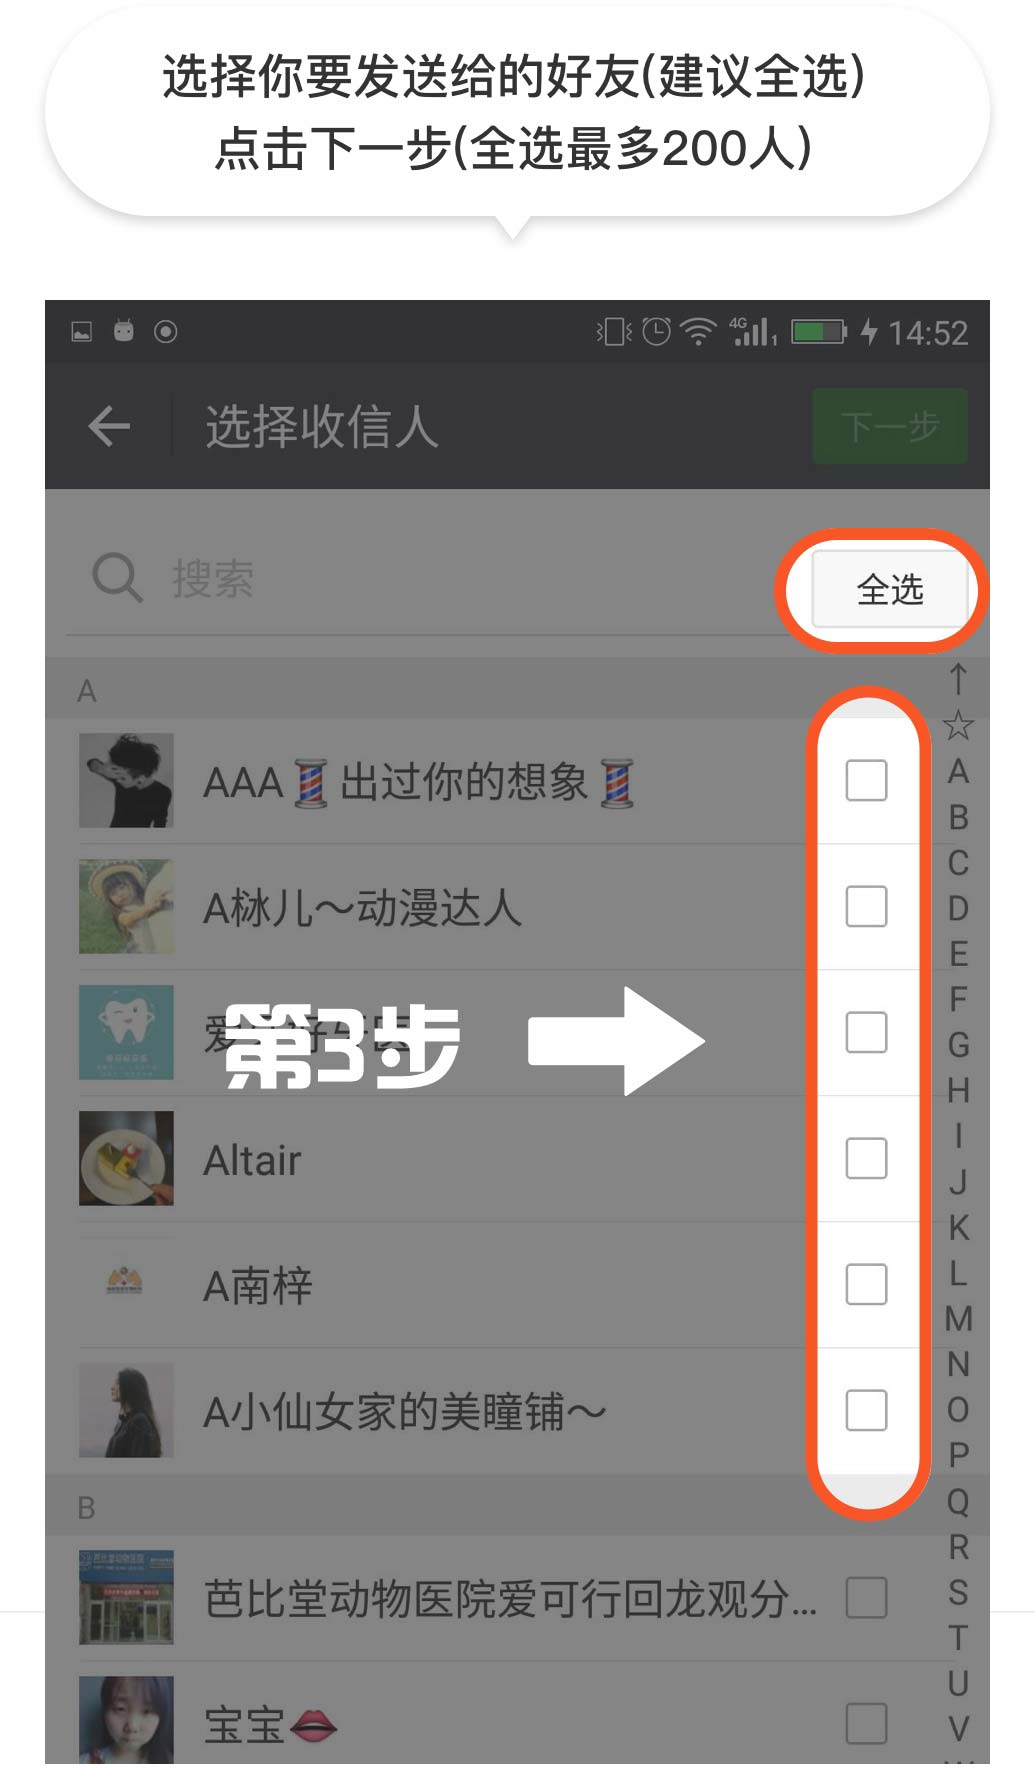 选择你要发送给的好友(建议全选)
点击下一步(全选最多200人)
4G 1 14:52
选择收信人
下一步
搜索
全选
A
AAA💈出过你的想象💈
A㭉儿～动漫达人
第3步
Altair
A南梓
A小仙女家的美瞳铺～
B
芭比堂动物医院爱可行回龙观分...
宝宝👄
↑
☆
A
B
C
D
E
F
G
H
I
J
K
L
M
N
O
P
Q
R
S
T
U
V